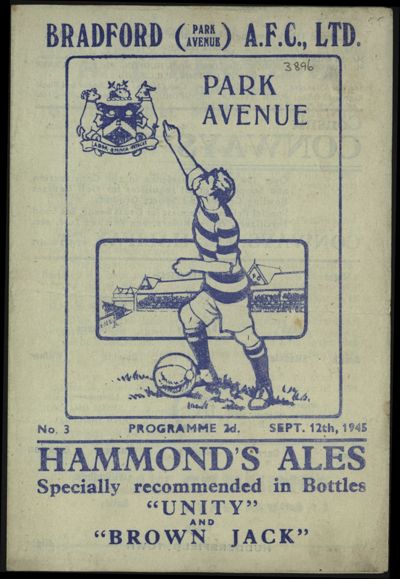 BRADFORD (PARK AVENUE) A.F.C., LTD.
3896
PARK
AVENUE
No. 3 PROGRAMME 2d. SEPT. 12th, 1945
HAMMOND'S ALES
Specially recommended in Bottles
"UNITY"
AND
"BROWN JACK"